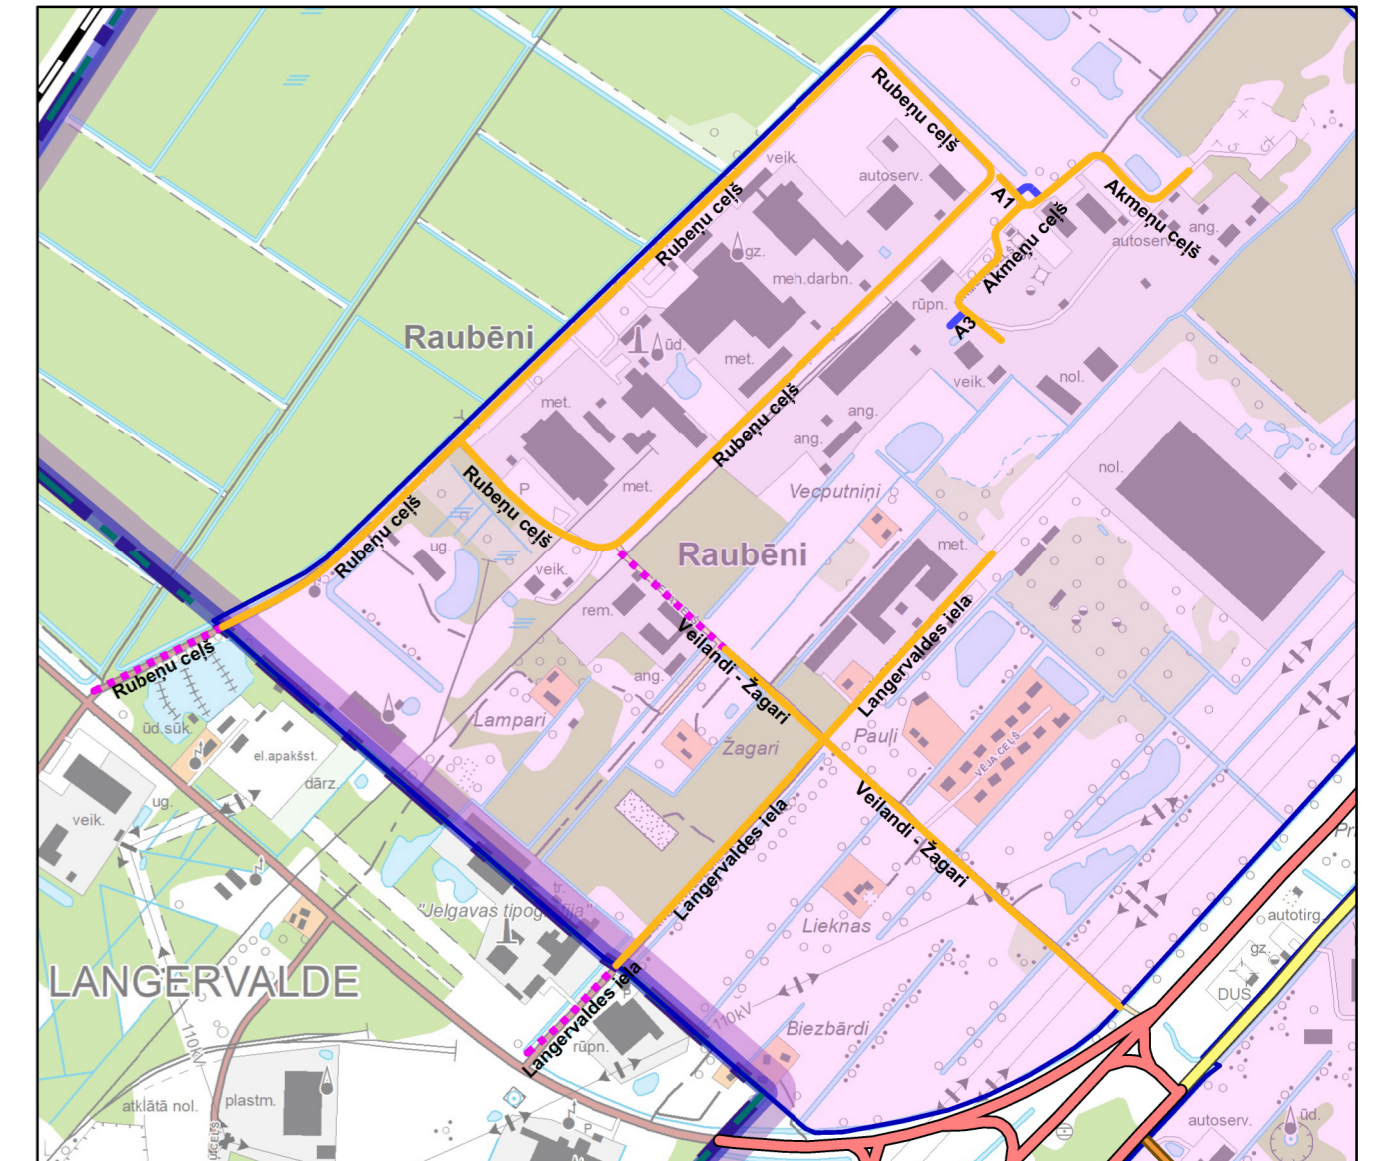 Rubeņu ceļš
veik.
autoserv.
A1
Akmeņu ceļš
ang.
autoserv.
Rubeņu ceļš
gz.
Akmeņu ceļš
meh.darbn.
rūpn.
A3
Raubēni
ūd.
met.
veik.
nol.
met.
Rubeņu ceļš
ang.
ang.
nol.
Rubeņu ceļš
P
met.
Vecputniņi
Rubeņu ceļš
ug.
Raubēni
met.
veik.
rem.
Langervaldes iela
Veilandi - Žagari
Rubeņu ceļš
ang.
Lampari
Žagari
Pauļi
VĒJA CEĻŠ
ūd.sūk.
el.apakšst.
dārz.
ug.
veik.
Langervaldes iela
Veilandi - Žagari
tr.
"Jelgavas tipogrāfija"
Lieknas
autotirg.
gz.
DUS
LANGERVALDE
Langervaldes iela
P
110kV
Biezbārdi
110kV
rūpn.
atklātā nol.
plastm.
P
autoserv.
ūd.